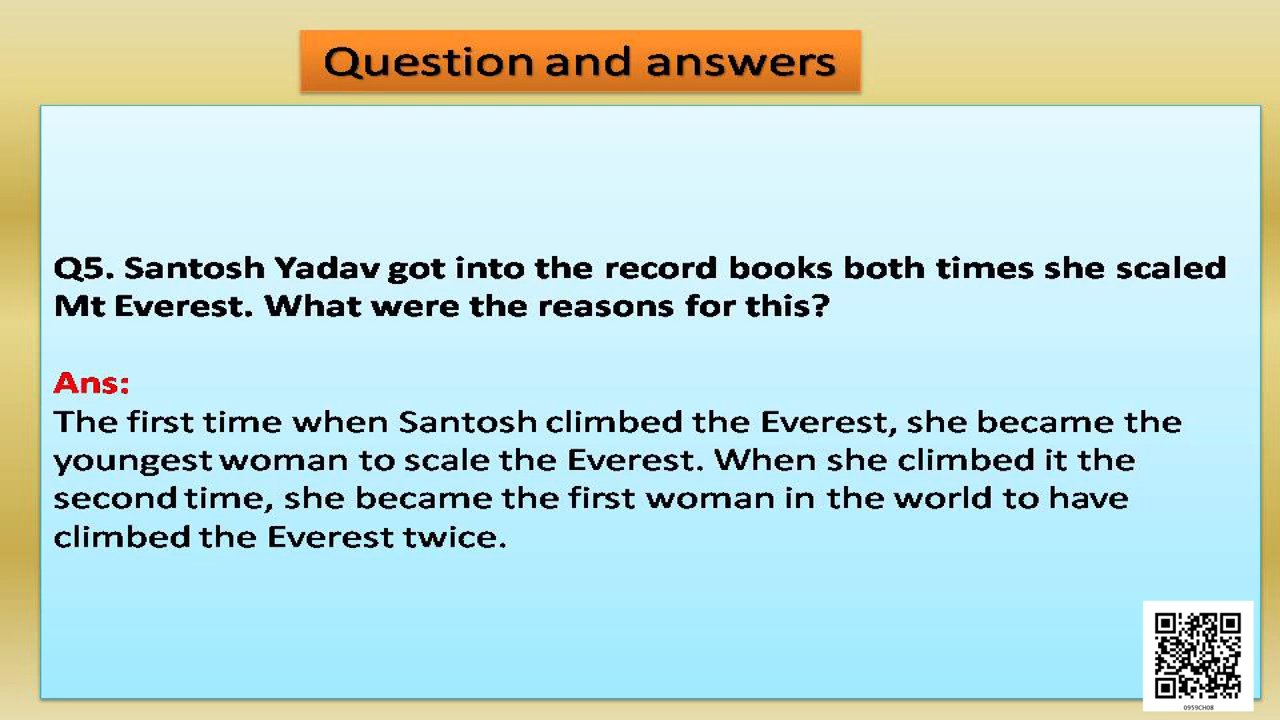 Question and answers
Q5. Santosh Yadav got into the record books both times she scaled
Mt Everest. What were the reasons for this?
Ans:
The first time when Santosh climbed the Everest, she became the
youngest woman to scale the Everest. When she climbed it the
second time, she became the first woman in the world to have
climbed the Everest twice.
0959CH08